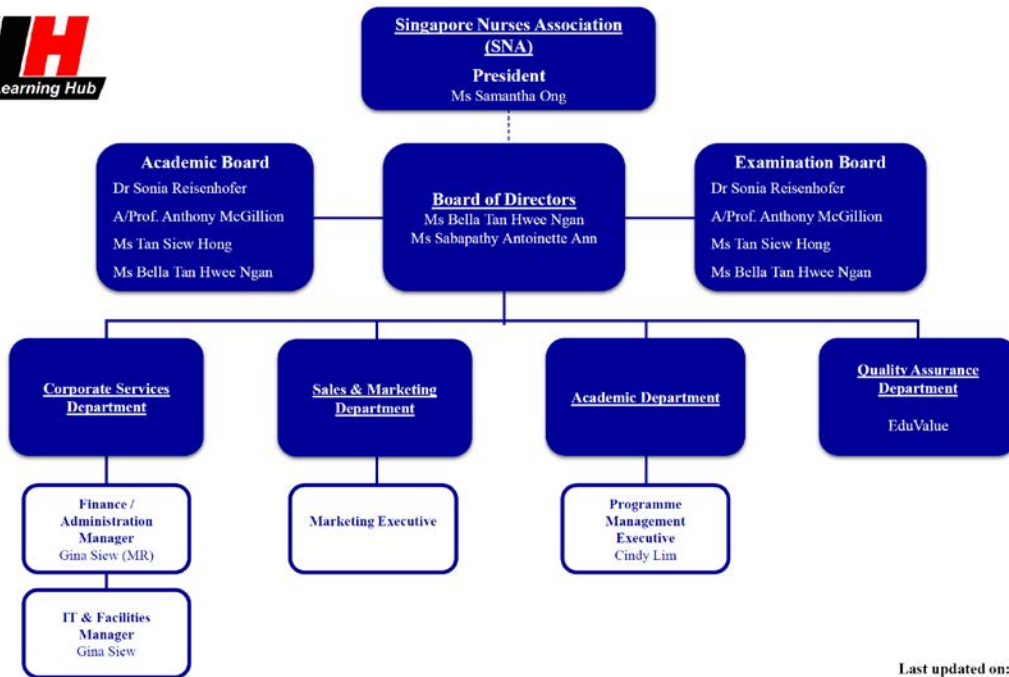 H
Learning Hub
Singapore Nurses Association
(SNA)
President
Ms Samantha Ong
Academic Board
Dr Sonia Reisenhofer
A/Prof. Anthony McGillion
Ms Tan Siew Hong
Ms Bella Tan Hwee Ngan
Board of Directors
Ms Bella Tan Hwee Ngan
Ms Sabapathy Antoinette Ann
Examination Board
Dr Sonia Reisenhofer
A/Prof. Anthony McGillion
Ms Tan Siew Hong
Ms Bella Tan Hwee Ngan
Corporate Services
Department
Sales & Marketing
Department
Academic Department
Quality Assurance
Department
EduValue
Finance /
Administration
Manager
Gina Siew (MR)
Marketing Executive
Programme
Management
Executive
Cindy Lim
IT & Facilities
Manager
Gina Siew
Last updated on: